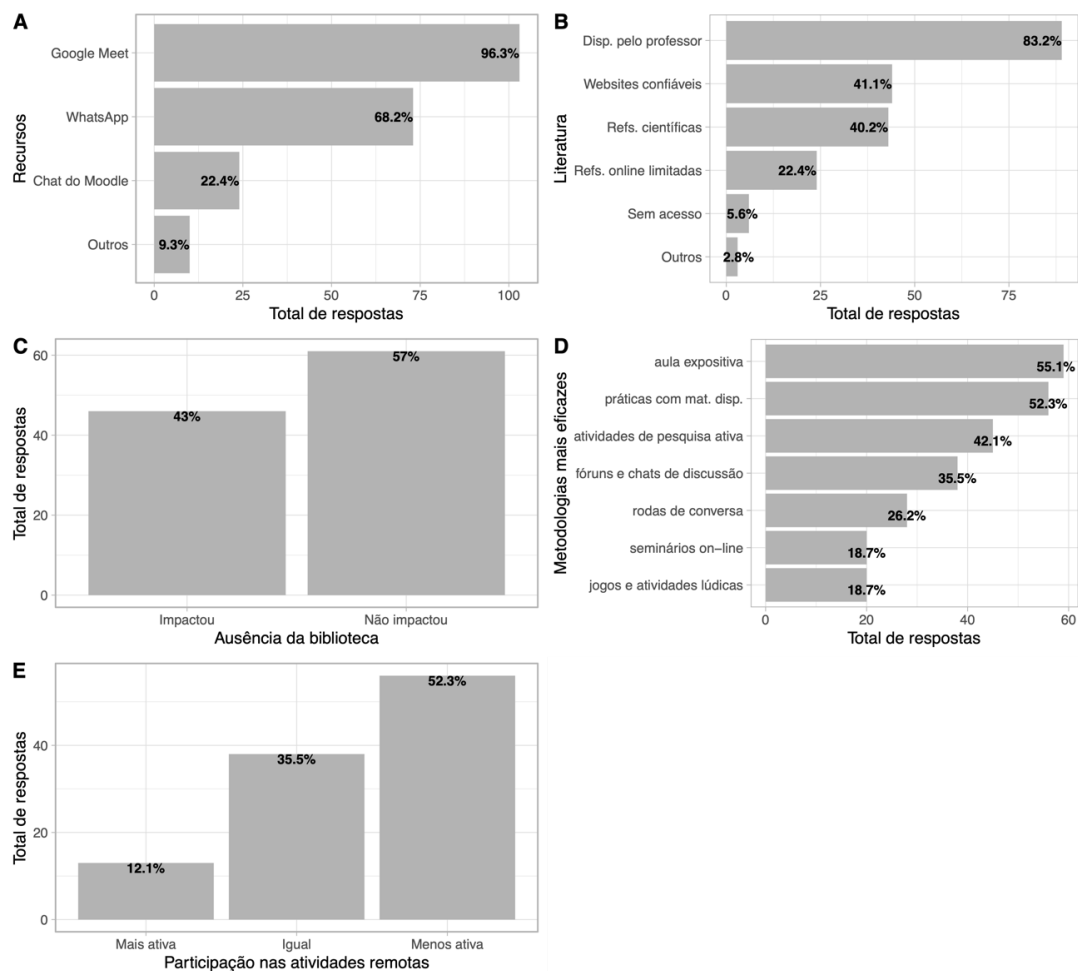 A
Recursos
Google Meet
96.3%
WhatsApp
68.2%
Chat do Moodle
22.4%
Outros
9.3%
0 25 50 75 100
Total de respostas
B
Literatura
Disp. pelo professor
83.2%
Websites confiáveis
41.1%
Refs. científicas
40.2%
Refs. online limitadas
22.4%
Sem acesso
5.6%
Outros
2.8%
0 25 50 75
Total de respostas
C
Total de respostas
60
40
20
0
43%
57%
Impactou Não impactou
Ausência da biblioteca
D
Metodologias mais eficazes
aula expositiva
55.1%
práticas com mat. disp.
52.3%
atividades de pesquisa ativa
42.1%
fóruns e chats de discussão
35.5%
rodas de conversa
26.2%
seminários on−line
18.7%
jogos e atividades lúdicas
18.7%
0 20 40 60
Total de respostas
E
Total de respostas
40
20
0
12.1%
35.5%
52.3%
Mais ativa Igual Menos ativa
Participação nas atividades remotas